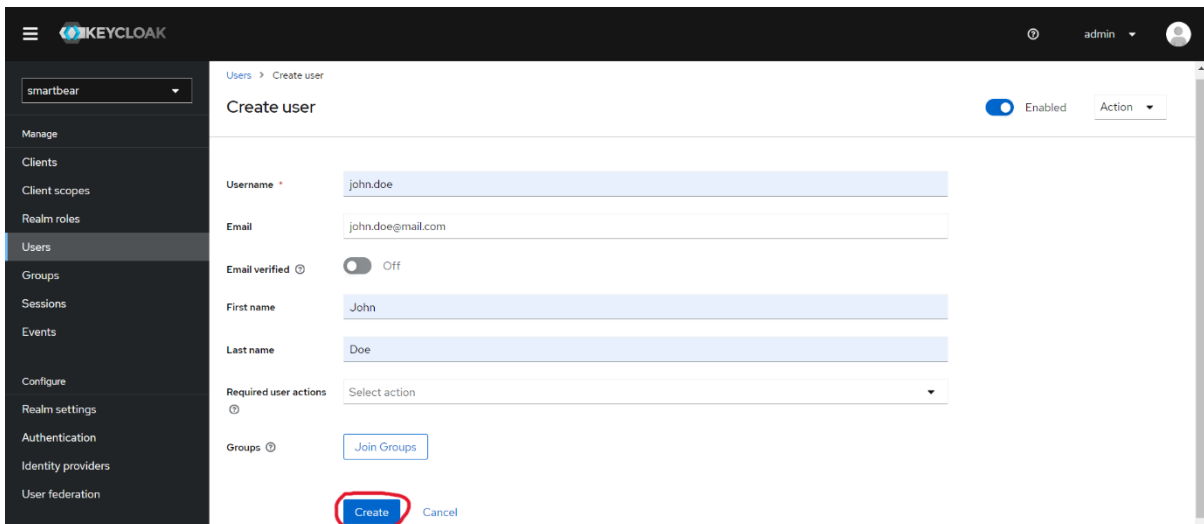 KEYCLOAK
admin
smartbear
Manage
Clients
Client scopes
Realm roles
Users
Groups
Sessions
Events
Configure
Realm settings
Authentication
Identity providers
User federation
Users > Create user
Create user
Enabled
Action
Username *
john.doe
Email
john.doe@mail.com
Email verified
Off
First name
John
Last name
Doe
Required user actions
Select action
Groups
Join Groups
Create
Cancel